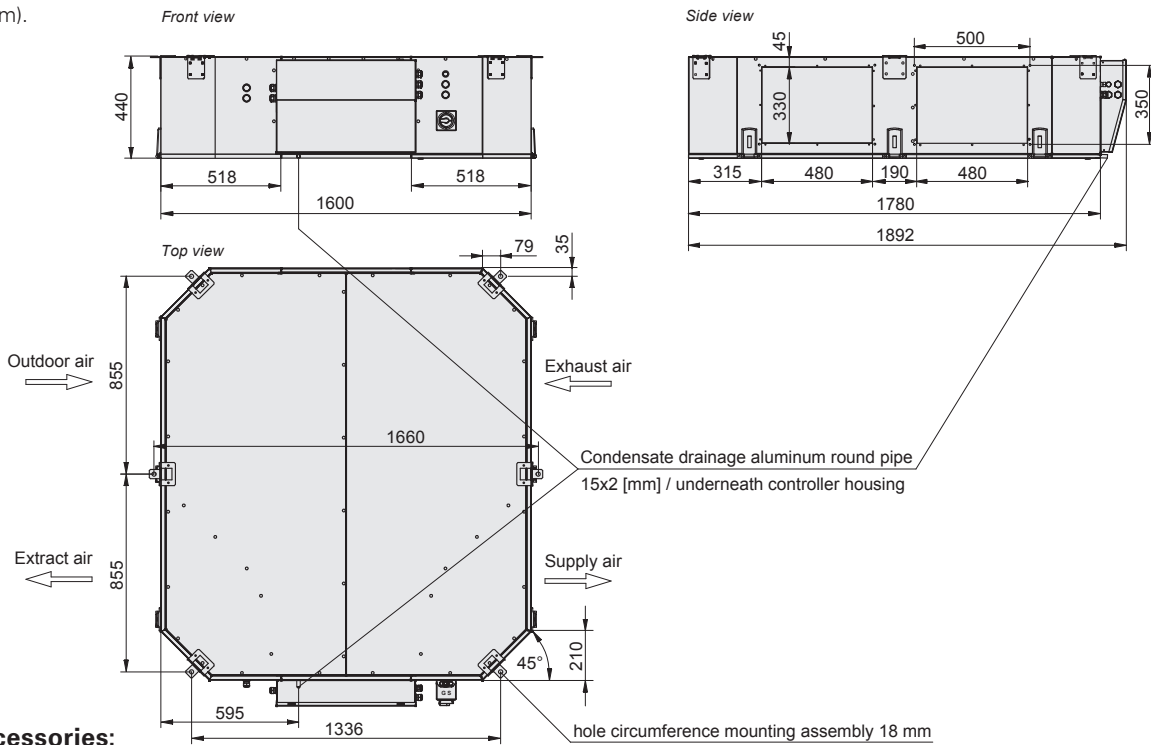 m).
Front view
440
518
518
1600
Side view
45
500
330
350
315
480
190
480
1780
1892
Top view
79
35
Outdoor air
855
Exhaust air
1660
Condensate drainage aluminum round pipe
15x2 [mm] / underneath controller housing
Extract air
855
Supply air
45°
210
G S
595
1336
hole circumference mounting assembly 18 mm
cessories: